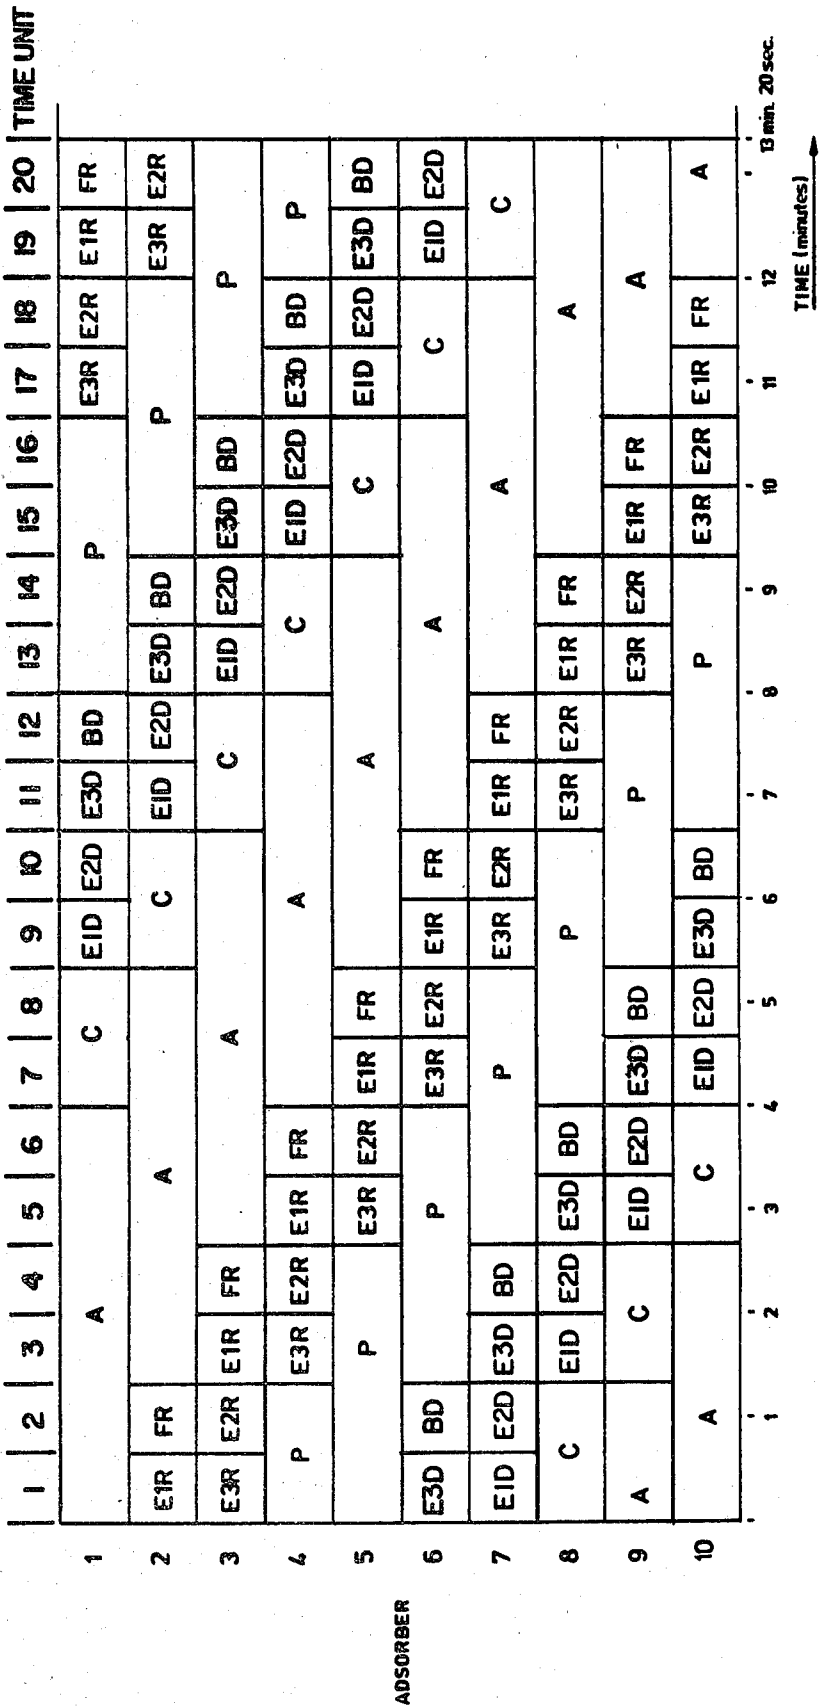 1 2 3 4 5 6 7 8 9 10 11 12 13 14 15 16 17 18 19 20 TIME UNIT
1 A C E1D E2D E3D BD P E3R E2R E1R FR
2 E1R FR A C E1D E2D E3D BD P E3R E2R
3 E3R E2R E1R FR A C E1D E2D E3D BD P
4 P E3R E2R E1R FR A C E1D E2D E3D BD P
5 P E3R E2R E1R FR A C E1D E2D E3D BD
ADSORBER
6 E3D BD P E3R E2R E1R FR A C E1D E2D
7 E1D E2D E3D BD P E3R E2R E1R FR A C
8 C E1D E2D E3D BD P E3R E2R E1R FR A
9 A C E1D E2D E3D BD P E3R E2R E1R FR A
10 A C E1D E2D E3D BD P E3R E2R E1R FR A
1 2 3 4 5 6 7 8 9 10 11 12 13 min. 20 sec.
TIME (minutes)